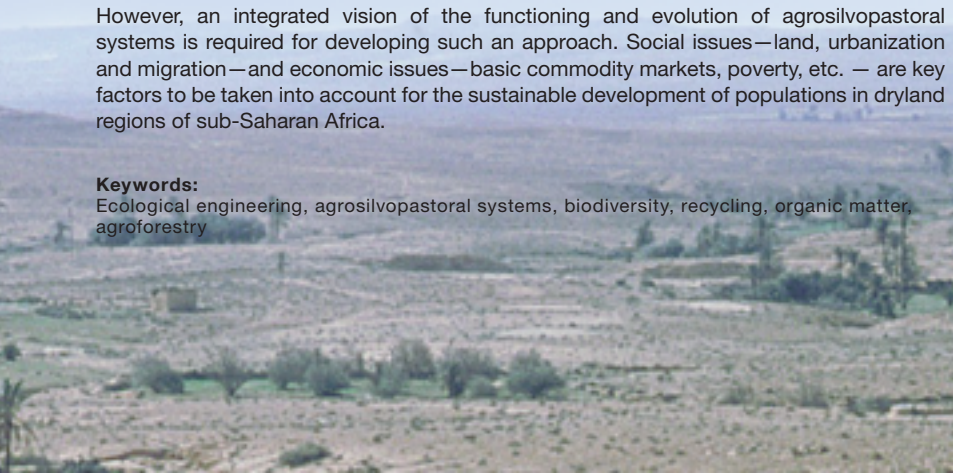 However, an integrated vision of the functioning and evolution of agrosilvopastoral
systems is required for developing such an approach. Social issues—land, urbanization
and migration—and economic issues—basic commodity markets, poverty, etc. — are key
factors to be taken into account for the sustainable development of populations in dryland
regions of sub-Saharan Africa.
Keywords:
Ecological engineering, agrosilvopastoral systems, biodiversity, recycling, organic matter,
agroforestry